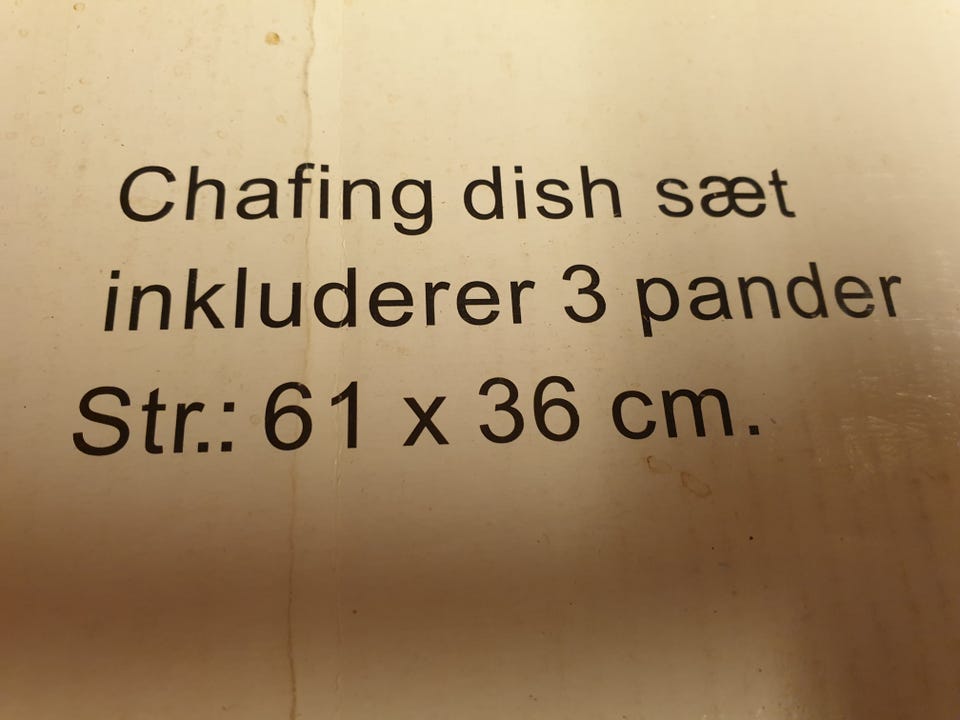 Chafing dish sæt
inkluderer 3 pander
Str.: 61 x 36 cm.